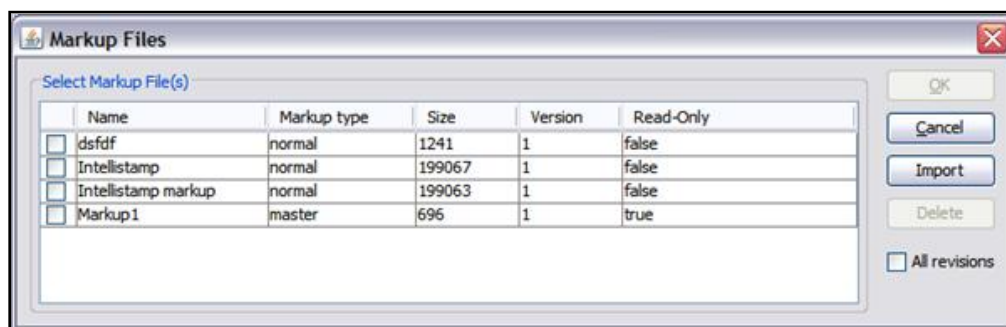 Markup Files
Select Markup File(s)
Name Markup type Size Version Read-Only
dsfdf normal 1241 1 false
Intellistamp normal 199067 1 false
Intellistamp markup normal 199063 1 false
Markup1 master 696 1 true
OK
Cancel
Import
Delete
All revisions